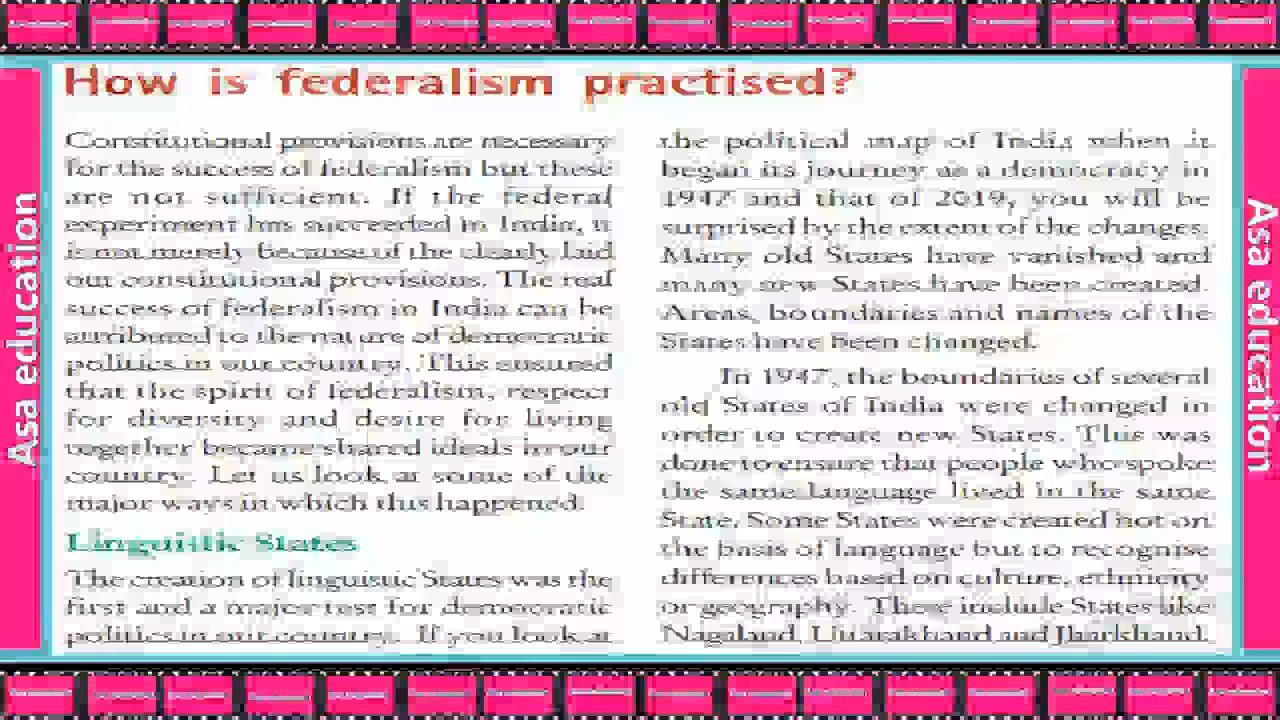 How is federalism practised?
Constitutional provisions are necessary
for the success of federalism but these
are not sufficient. If the federal
experiment has succeeded in India, it
is not merely because of the clearly laid
out constitutional provisions. The real
success of federalism in India can be
attributed to the nature of democratic
politics in our country. This ensured
that the spirit of federalism, respect
for diversity and desire for living
together became shared ideals in our
country. Let us look at some of the
major ways in which this happened.
Linguistic States
The creation of linguistic States was the
first and a major test for democratic
politics in our country. If you look at
the political map of India when it
began its journey as a democracy in
1947 and that of 2019, you will be
surprised by the extent of the changes.
Many old States have vanished and
many new States have been created.
Areas, boundaries and names of the
States have been changed.
In 1947, the boundaries of several
old States of India were changed in
order to create new States. This was
done to ensure that people who spoke
the same language lived in the same
State. Some States were created not on
the basis of language but to recognise
differences based on culture, ethnicity
or geography. These include States like
Nagaland, Uttarakhand and Jharkhand.
Asa education
Asa education